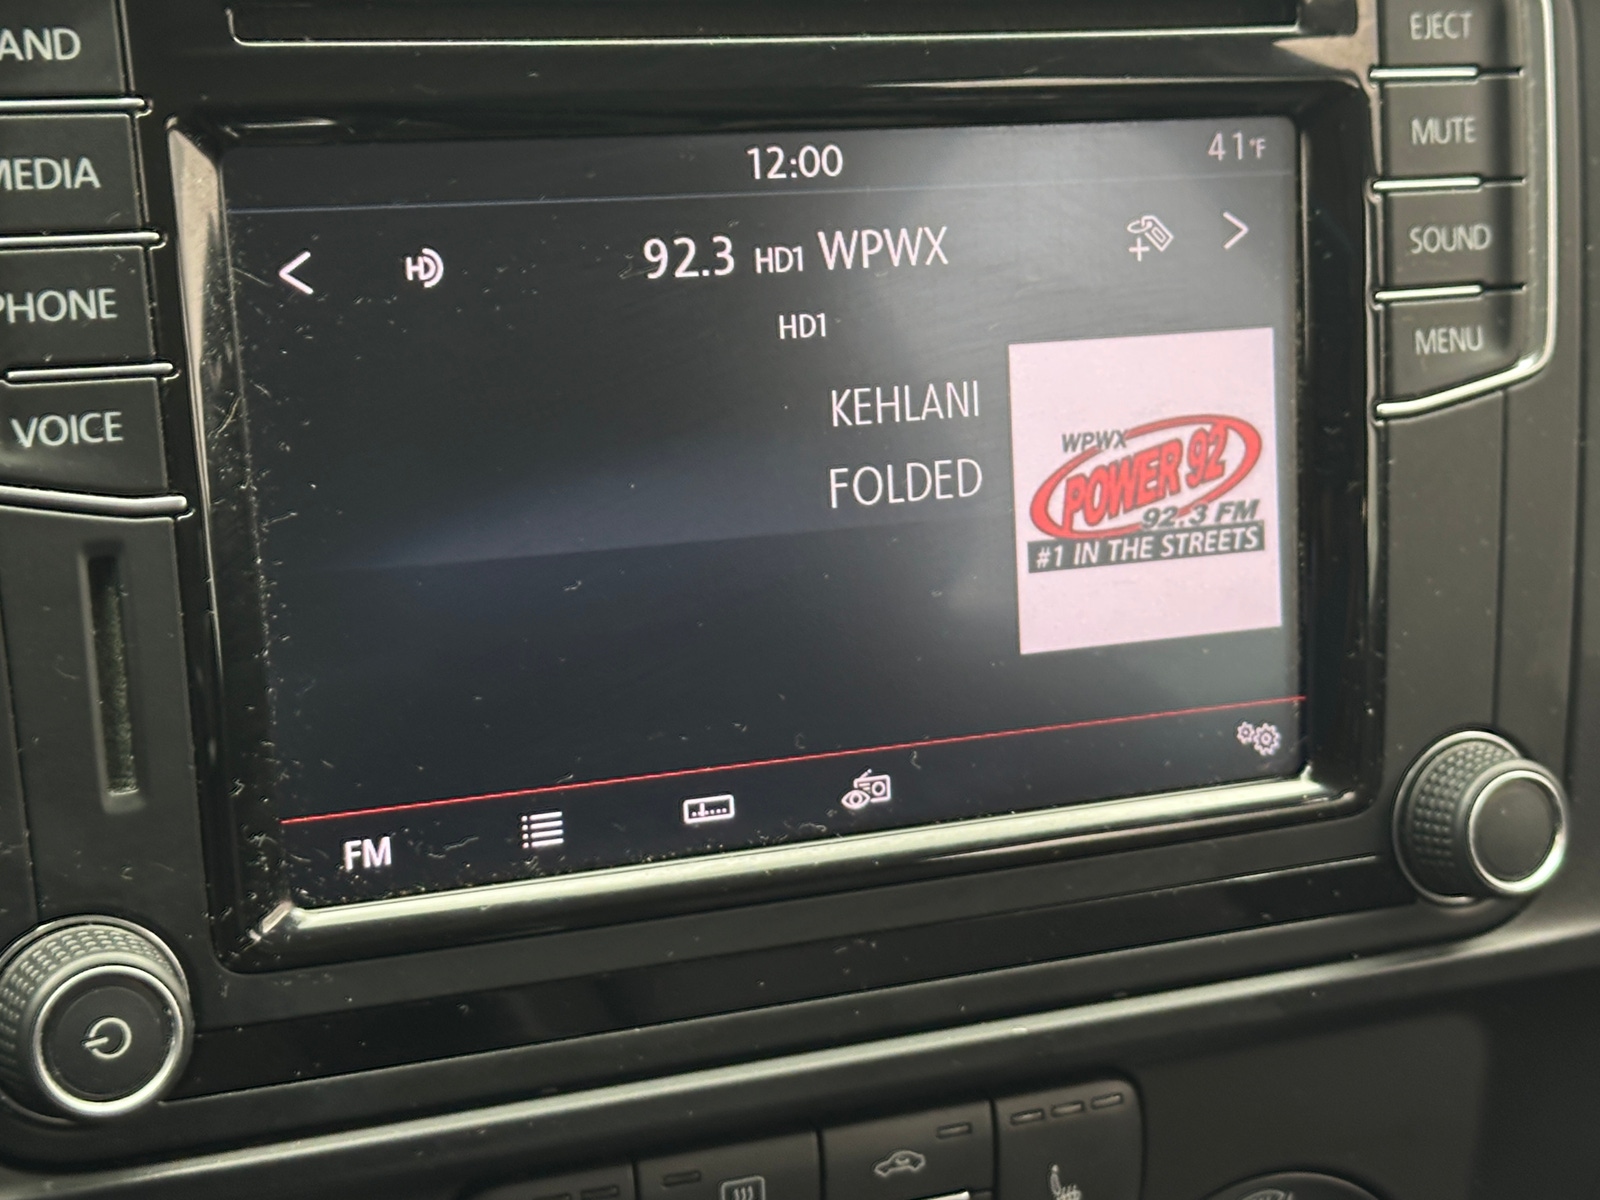 AND
MEDIA
PHONE
VOICE
12:00
41°F
HD
92.3 HD1 WPWX
HD1
KEHLANI
FOLDED
WPWX
POWER 92
92.3 FM
#1 IN THE STREETS
FM
EJECT
MUTE
SOUND
MENU